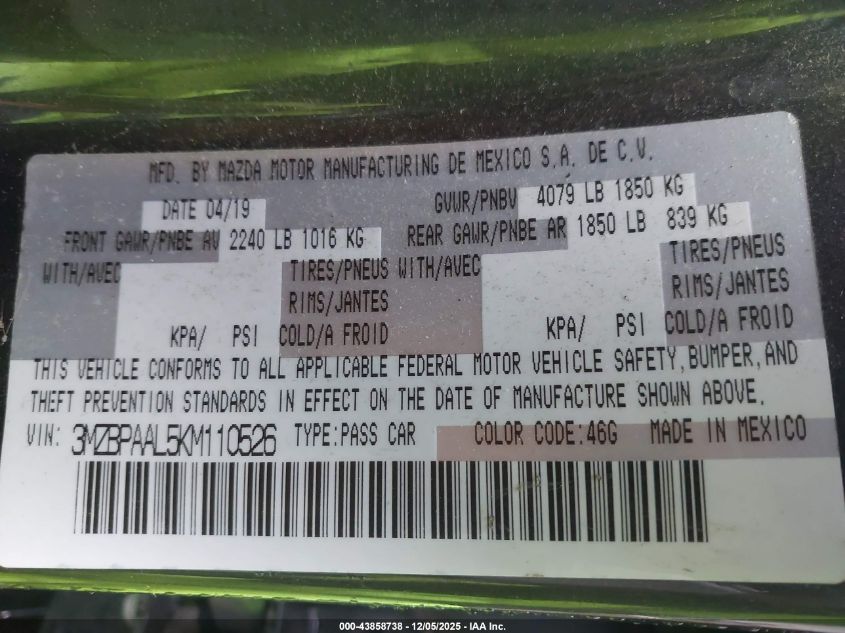 MFD. BY MAZDA MOTOR MANUFACTURING DE MEXICO S.A. DE C.V.
DATE 04/19 GVWR/PNBV 4079 LB 1850 KG
FRONT GAWR/PNBE AV 2240 LB 1016 KG REAR GAWR/PNBE AR 1850 LB 839 KG
WITH/AVEC TIRES/PNEUS WITH/AVEC TIRES/PNEUS
RIMS/JANTES RIMS/JANTES
KPA/ PSI COLD/A FROID KPA/ PSI COLD/A FROID
THIS VEHICLE CONFORMS TO ALL APPLICABLE FEDERAL MOTOR VEHICLE SAFETY, BUMPER, AND
THEFT PREVENTION STANDARDS IN EFFECT ON THE DATE OF MANUFACTURE SHOWN ABOVE.
VIN: 3MZBPAAL5KM110526 TYPE:PASS CAR COLOR CODE:46G MADE IN MEXICO
000-43858738 - 12/05/2025 - IAA Inc.